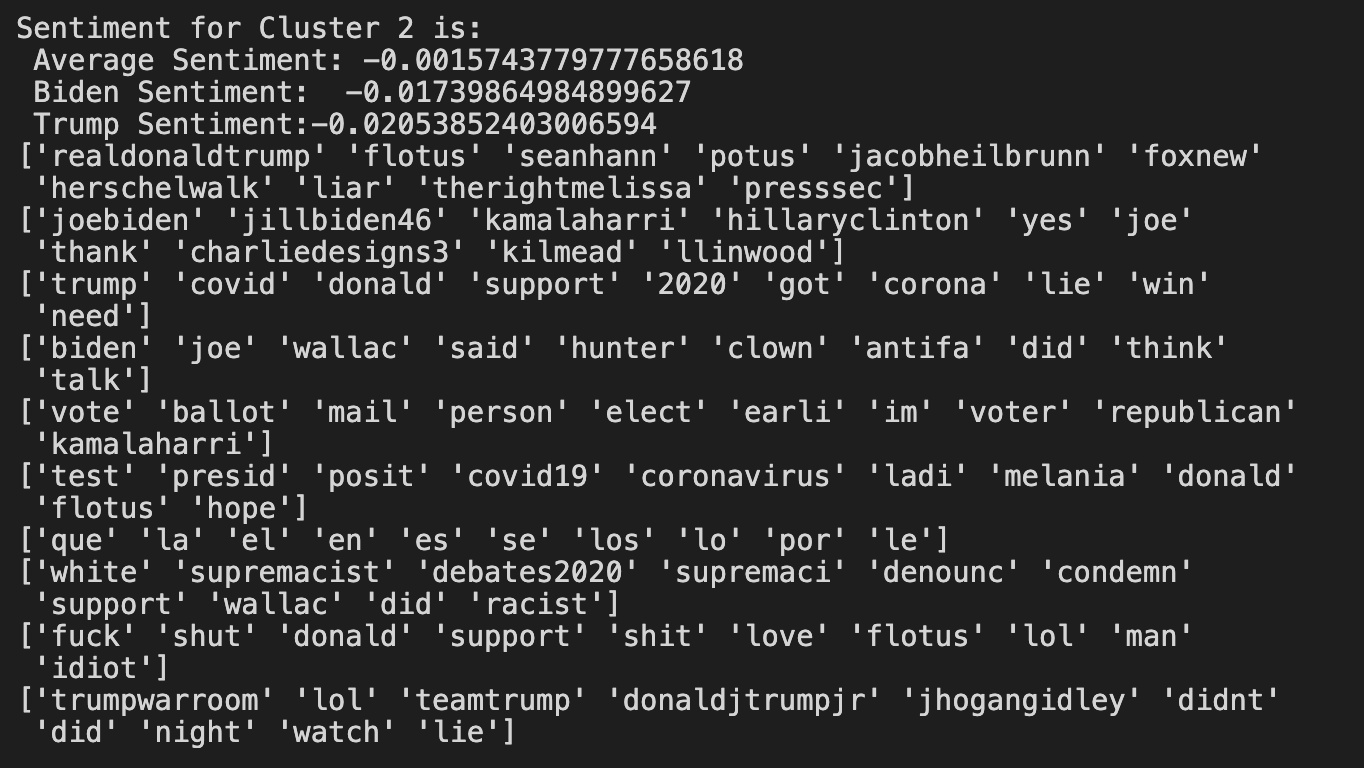 Sentiment for Cluster 2 is:
Average Sentiment: -0.0015743779777658618
Biden Sentiment:  -0.01739864984899627
Trump Sentiment:-0.02053852403006594
['realdonaldtrump' 'flotus' 'seanhann' 'potus' 'jacobheilbrunn' 'foxnew'
'herschelwalk' 'liar' 'therightmelissa' 'presssec']
['joebiden' 'jillbiden46' 'kamalaharri' 'hillaryclinton' 'yes' 'joe'
'thank' 'charliedesigns3' 'kilmead' 'llinwood']
['trump' 'covid' 'donald' 'support' '2020' 'got' 'corona' 'lie' 'win'
'need']
['biden' 'joe' 'wallac' 'said' 'hunter' 'clown' 'antifa' 'did' 'think'
'talk']
['vote' 'ballot' 'mail' 'person' 'elect' 'earli' 'im' 'voter' 'republican'
'kamalaharri']
['test' 'presid' 'posit' 'covid19' 'coronavirus' 'ladi' 'melania' 'donald'
'flotus' 'hope']
['que' 'la' 'el' 'en' 'es' 'se' 'los' 'lo' 'por' 'le']
['white' 'supremacist' 'debates2020' 'supremaci' 'denounc' 'condemn'
'support' 'wallac' 'did' 'racist']
['fuck' 'shut' 'donald' 'support' 'shit' 'love' 'flotus' 'lol' 'man'
'idiot']
['trumpwarroom' 'lol' 'teamtrump' 'donaldjtrumpjr' 'jhogangidley' 'didnt'
'did' 'night' 'watch' 'lie']